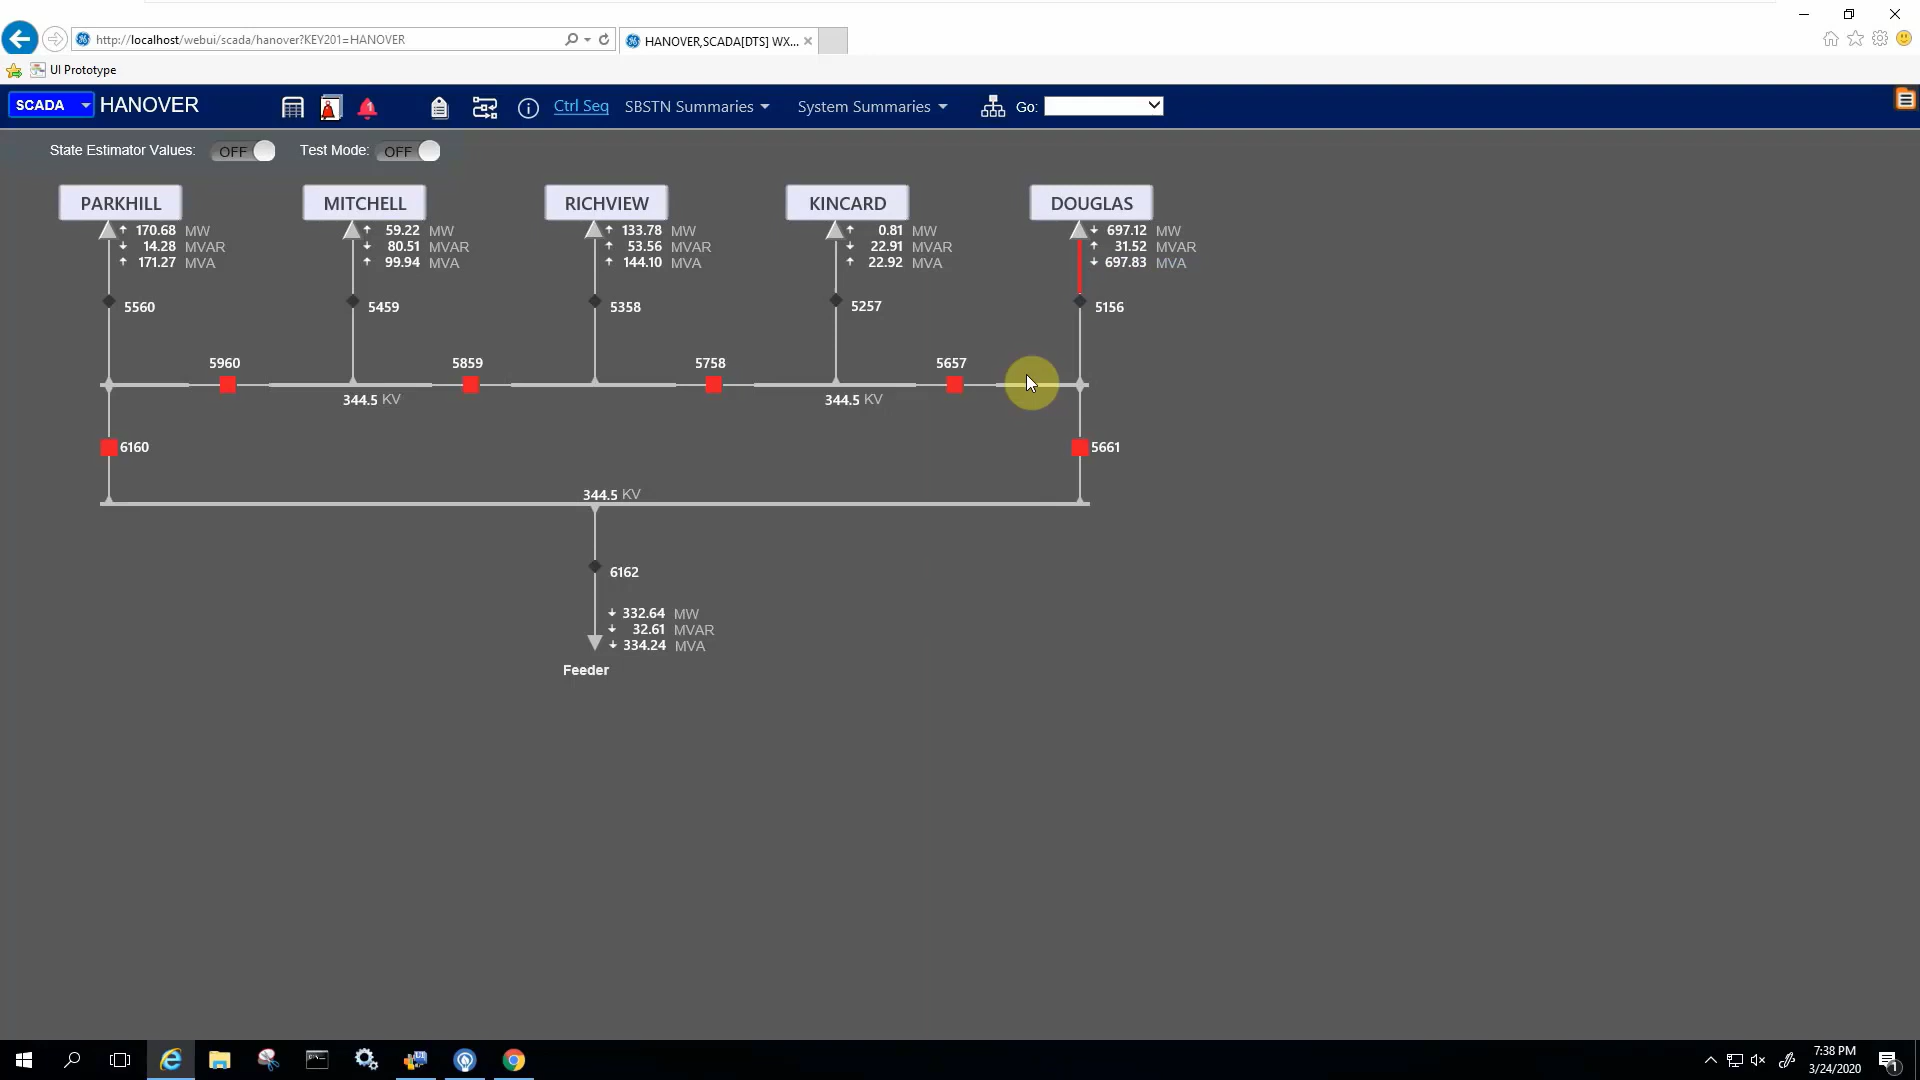 http://localhost/webui/scada/hanover?KEY201=HANOVER
HANOVER,SCADA[DTS] WX...
UI Prototype
SCADA HANOVER Ctrl Seq SBSTN Summaries System Summaries Go:
State Estimator Values: OFF Test Mode: OFF
PARKHILL MITCHELL RICHVIEW KINCARD DOUGLAS
170.68 MW 59.22 MW 133.78 MW 0.81 MW 697.12 MW
14.28 MVAR 80.51 MVAR 53.56 MVAR 22.91 MVAR 31.52 MVAR
171.27 MVA 99.94 MVA 144.10 MVA 22.92 MVA 697.83 MVA
5560 5459 5358 5257 5156
5960 5859 5758 5657
344.5 KV 344.5 KV
6160 5661
344.5 KV
6162
332.64 MW
32.61 MVAR
334.24 MVA
Feeder
7:38 PM
3/24/2020
1